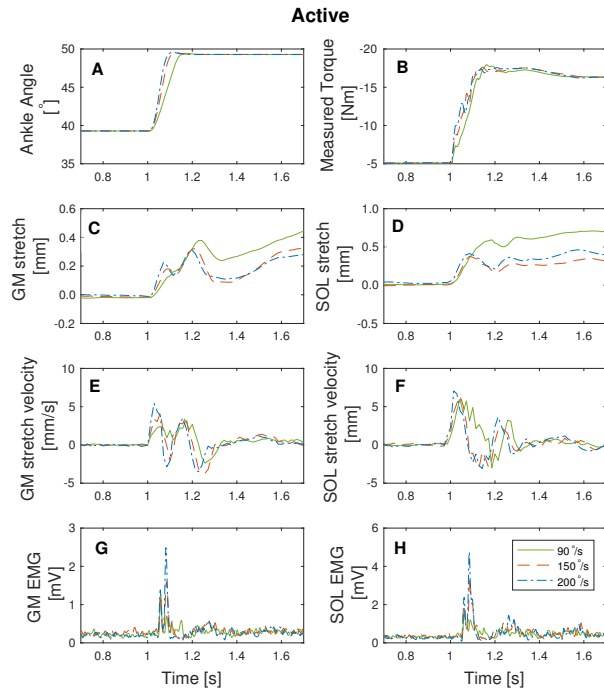 Active
A
Ankle Angle
[°]
50
45
40
35
0.8 1 1.2 1.4 1.6
B
Measured Torque
[Nm]
-20
-15
-10
-5
0.8 1 1.2 1.4 1.6
C
GM stretch
[mm]
0.6
0.4
0.2
0.0
-0.2
0.8 1 1.2 1.4 1.6
D
SOL stretch
[mm]
1.0
0.5
0.0
-0.5
0.8 1 1.2 1.4 1.6
E
GM stretch velocity
[mm/s]
10
5
0
-5
0.8 1 1.2 1.4 1.6
F
SOL stretch velocity
[mm]
10
5
0
-5
0.8 1 1.2 1.4 1.6
G
GM EMG
[mV]
3
2
1
0
0.8 1 1.2 1.4 1.6
Time [s]
H
SOL EMG
[mV]
6
4
2
0
0.8 1 1.2 1.4 1.6
Time [s]
90°/s
150°/s
200°/s